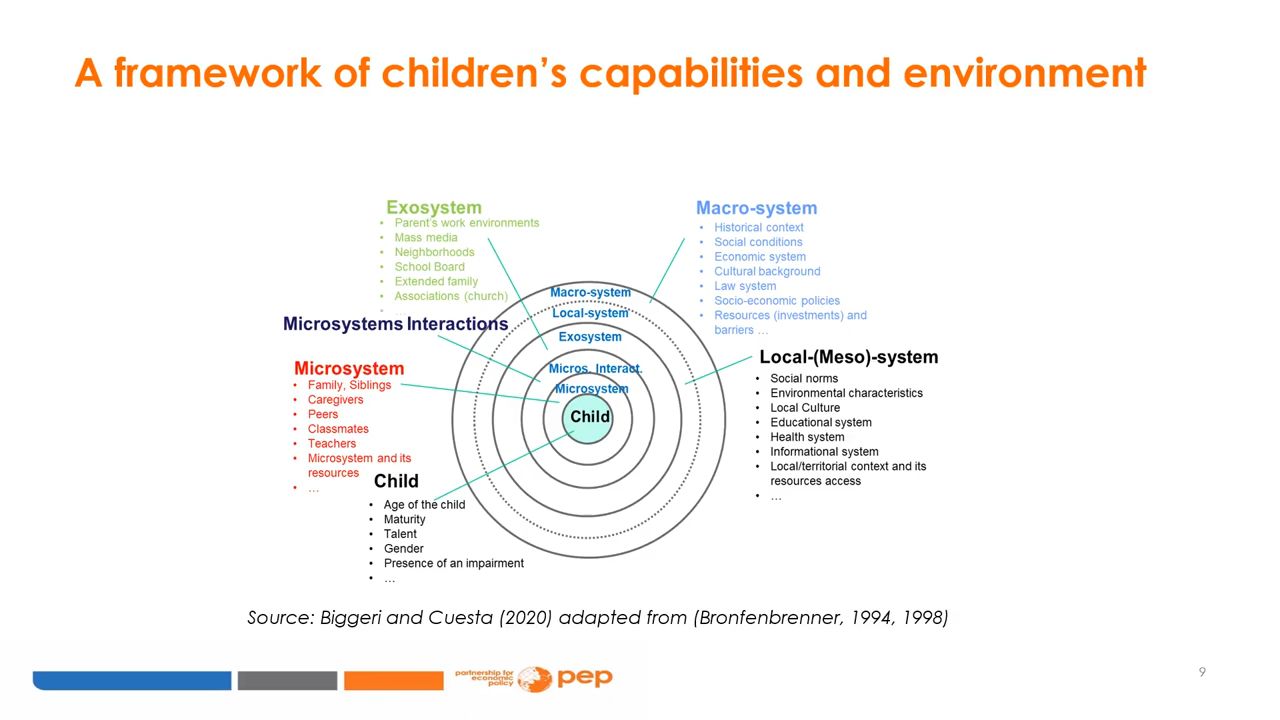 A framework of children's capabilities and environment
Exosystem
• Parent's work environments
• Mass media
• Neighborhoods
• School Board
• Extended family
• Associations (church)
• …
Macro-system
• Historical context
• Social conditions
• Economic system
• Cultural background
• Law system
• Socio-economic policies
• Resources (investments) and
barriers …
Microsystems Interactions
Microsystem
• Family, Siblings
• Caregivers
• Peers
• Classmates
• Teachers
• Microsystem and its
resources
• …
Macro-system
Local-system
Exosystem
Micros. Interact.
Microsystem
Child
Local-(Meso)-system
• Social norms
• Environmental characteristics
• Local Culture
• Educational system
• Health system
• Informational system
• Local/territorial context and its
resources access
• …
Child
• Age of the child
• Maturity
• Talent
• Gender
• Presence of an impairment
• …
Source: Biggeri and Cuesta (2020) adapted from (Bronfenbrenner, 1994, 1998)
partnership for
economic
policy
pep
9